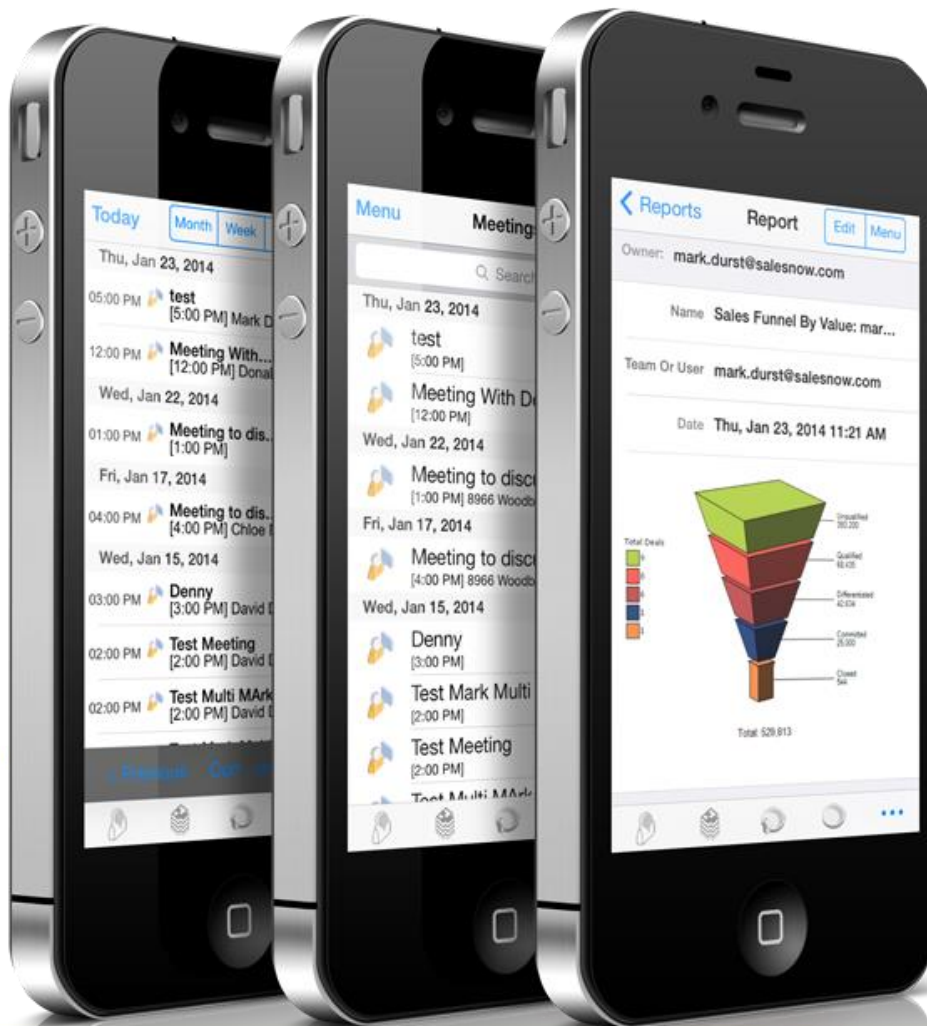 Today
Month
Week
Thu, Jan 23, 2014
05:00 PM
test
[5:00 PM] Mark D
12:00 PM
Meeting With...
[12:00 PM] Donal
Wed, Jan 22, 2014
01:00 PM
Meeting to dis...
[1:00 PM]
Fri, Jan 17, 2014
04:00 PM
Meeting to dis...
[4:00 PM] Chloe
Wed, Jan 15, 2014
03:00 PM
Denny
[3:00 PM] David D
02:00 PM
Test Meeting
[2:00 PM] David D
02:00 PM
Test Multi MArk
[2:00 PM] David D
Menu
Meetings
Search
Thu, Jan 23, 2014
test
[5:00 PM]
Meeting With D
[12:00 PM]
Wed, Jan 22, 2014
Meeting to discu
[1:00 PM] 8966 Woodb
Fri, Jan 17, 2014
Meeting to discu
[4:00 PM] 8966 Woodb
Wed, Jan 15, 2014
Denny
[3:00 PM]
Test Mark Multi
[2:00 PM]
Test Meeting
[2:00 PM]
Test Multi MArk
Reports
Report
Edit
Menu
Owner: mark.durst@salesnow.com
Name Sales Funnel By Value: mar...
Team Or User mark.durst@salesnow.com
Date Thu, Jan 23, 2014 11:21 AM
Total Deals
Unqualified
Qualified
Differentiated
Committed
25,000
Closed
544
Total: 529,813